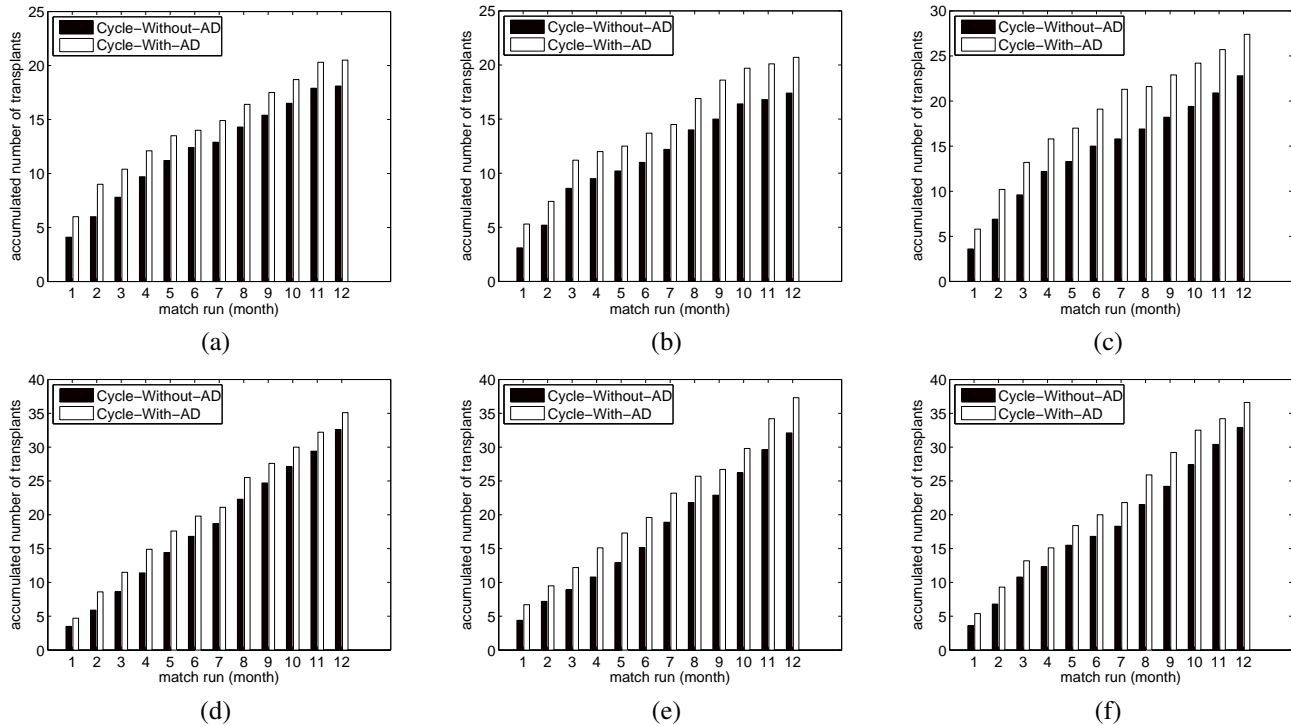 accumulated number of transplants
25
20
15
10
5
0
Cycle−Without−AD
Cycle−With−AD
1 2 3 4 5 6 7 8 9 10 11 12
match run (month)
(a)
accumulated number of transplants
25
20
15
10
5
0
Cycle−Without−AD
Cycle−With−AD
1 2 3 4 5 6 7 8 9 10 11 12
match run (month)
(b)
accumulated number of transplants
30
25
20
15
10
5
0
Cycle−Without−AD
Cycle−With−AD
1 2 3 4 5 6 7 8 9 10 11 12
match run (month)
(c)
accumulated number of transplants
40
35
30
25
20
15
10
5
0
Cycle−Without−AD
Cycle−With−AD
1 2 3 4 5 6 7 8 9 10 11 12
match run (month)
(d)
accumulated number of transplants
40
35
30
25
20
15
10
5
0
Cycle−Without−AD
Cycle−With−AD
1 2 3 4 5 6 7 8 9 10 11 12
match run (month)
(e)
accumulated number of transplants
40
35
30
25
20
15
10
5
0
Cycle−Without−AD
Cycle−With−AD
1 2 3 4 5 6 7 8 9 10 11 12
match run (month)
(f)